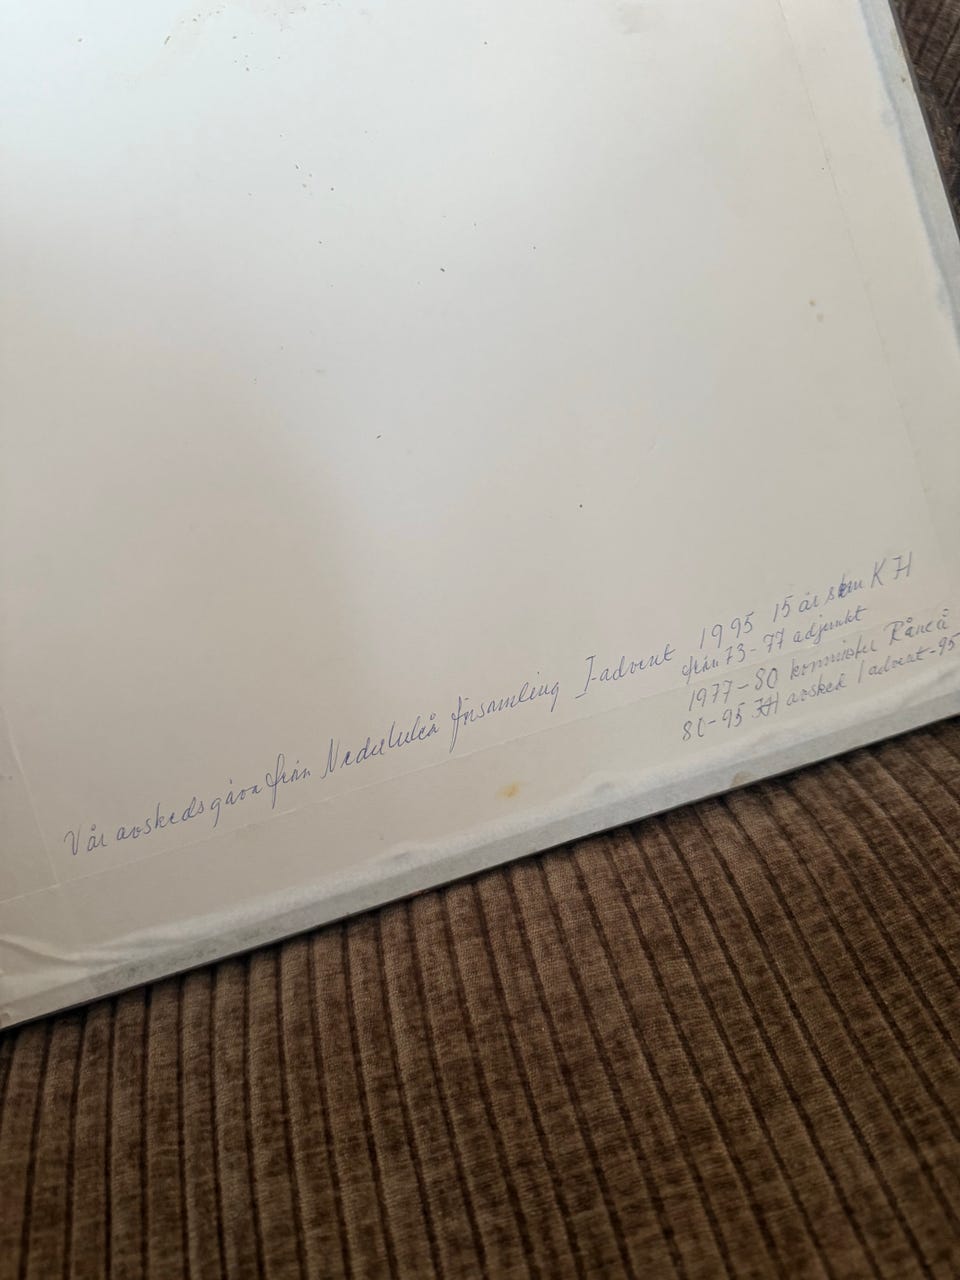 Vår avskedsgåva från Nederluleå församling I advent 1995 15 år som KH
från 73-77 adjunkt
1977-80 komminister Råneå
80-95 KH avsked 1 advent-95